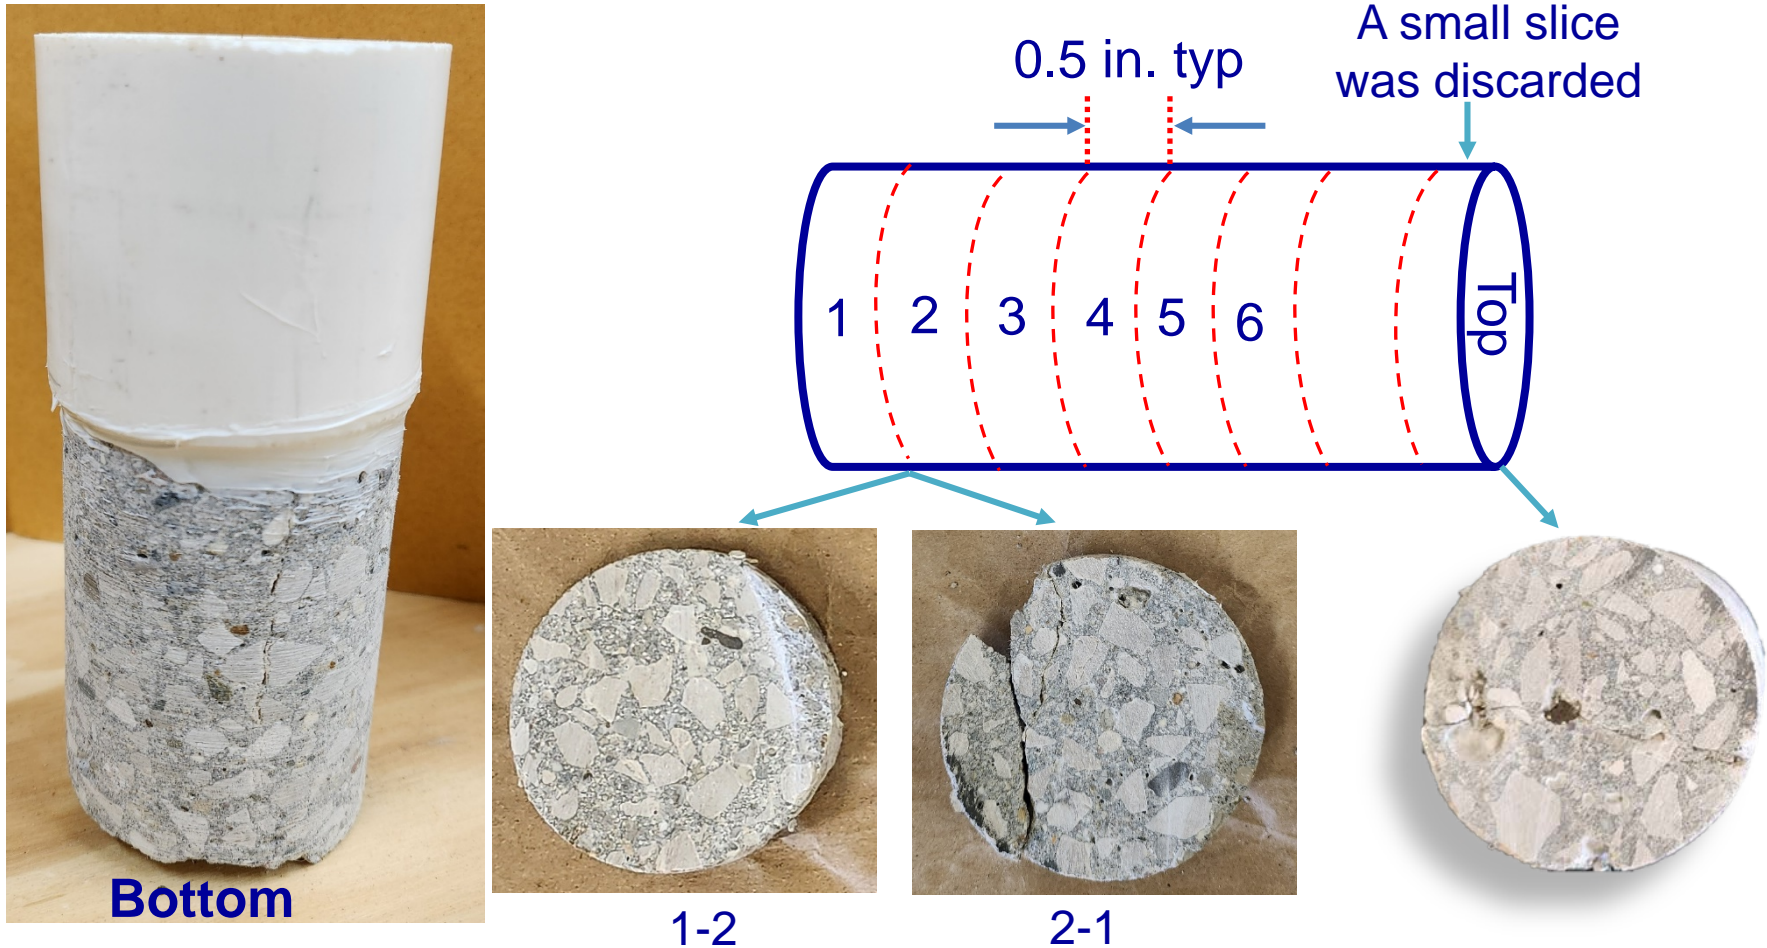 A small slice
was discarded
0.5 in. typ
1 2 3 4 5 6
Top
Bottom
1-2
2-1